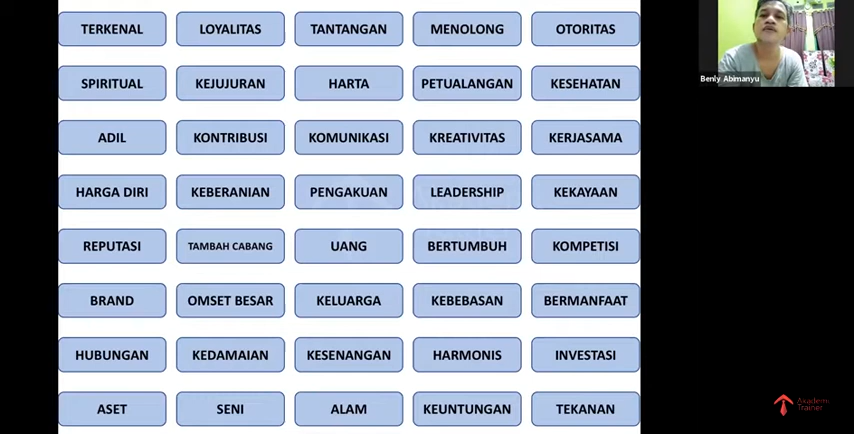 TERKENAL LOYALITAS TANTANGAN MENOLONG OTORITAS
SPIRITUAL KEJUJURAN HARTA PETUALANGAN KESEHATAN
ADIL KONTRIBUSI KOMUNIKASI KREATIVITAS KERJASAMA
HARGA DIRI KEBERANIAN PENGAKUAN LEADERSHIP KEKAYAAN
REPUTASI TAMBAH CABANG UANG BERTUMBUH KOMPETISI
BRAND OMSET BESAR KELUARGA KEBEBASAN BERMANFAAT
HUBUNGAN KEDAMAIAN KESENANGAN HARMONIS INVESTASI
ASET SENI ALAM KEUNTUNGAN TEKANAN
Benly Abimanyu
Akademi
Trainer